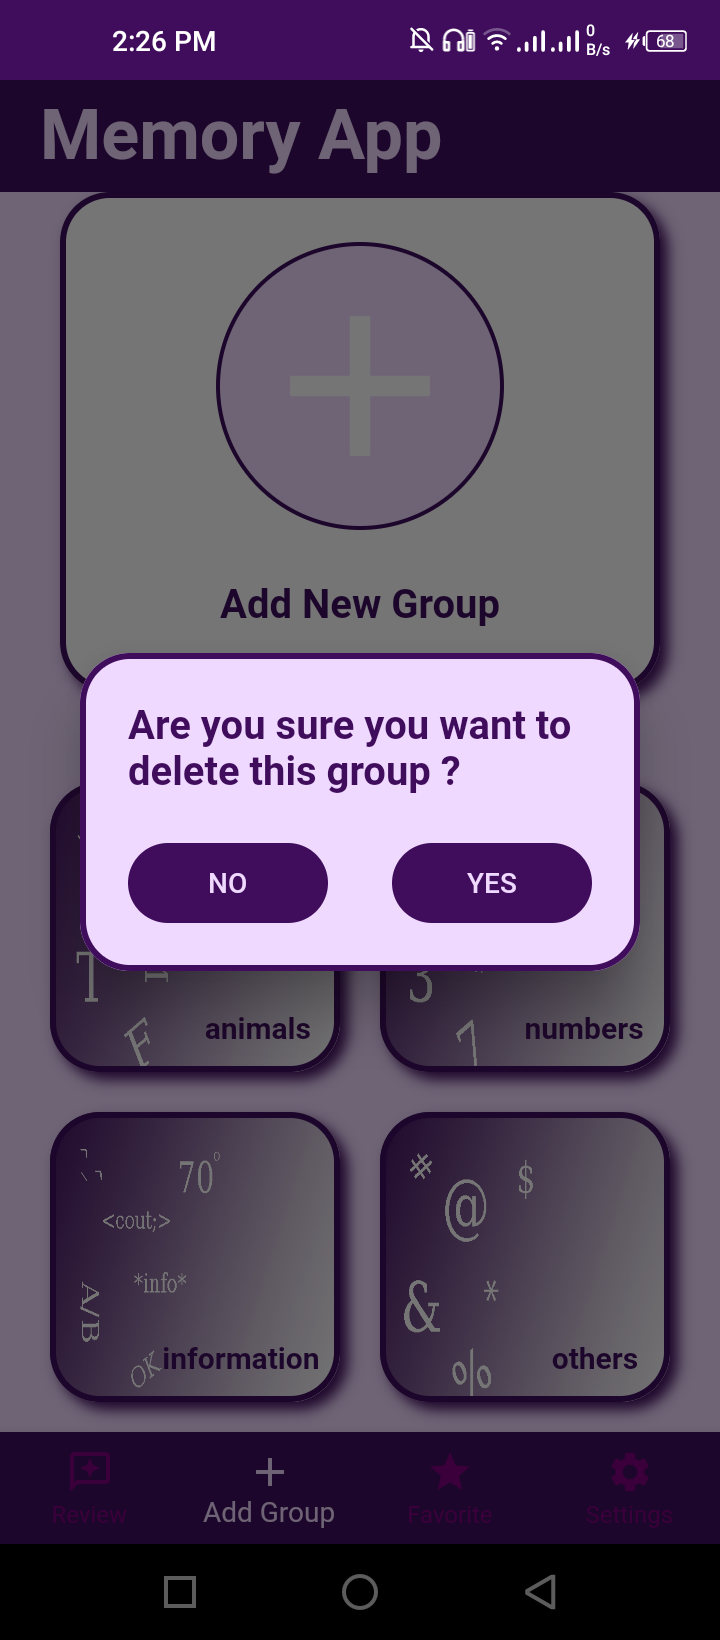 2:26 PM
0
B/s
68
Memory App
Add New Group
Are you sure you want to
delete this group ?
NO
YES
T
3
F
7
animals
numbers
70°
<cout;>
*info*
A/B
OK
information
#
@
$
&
*
%
others
Review
Add Group
Favorite
Settings